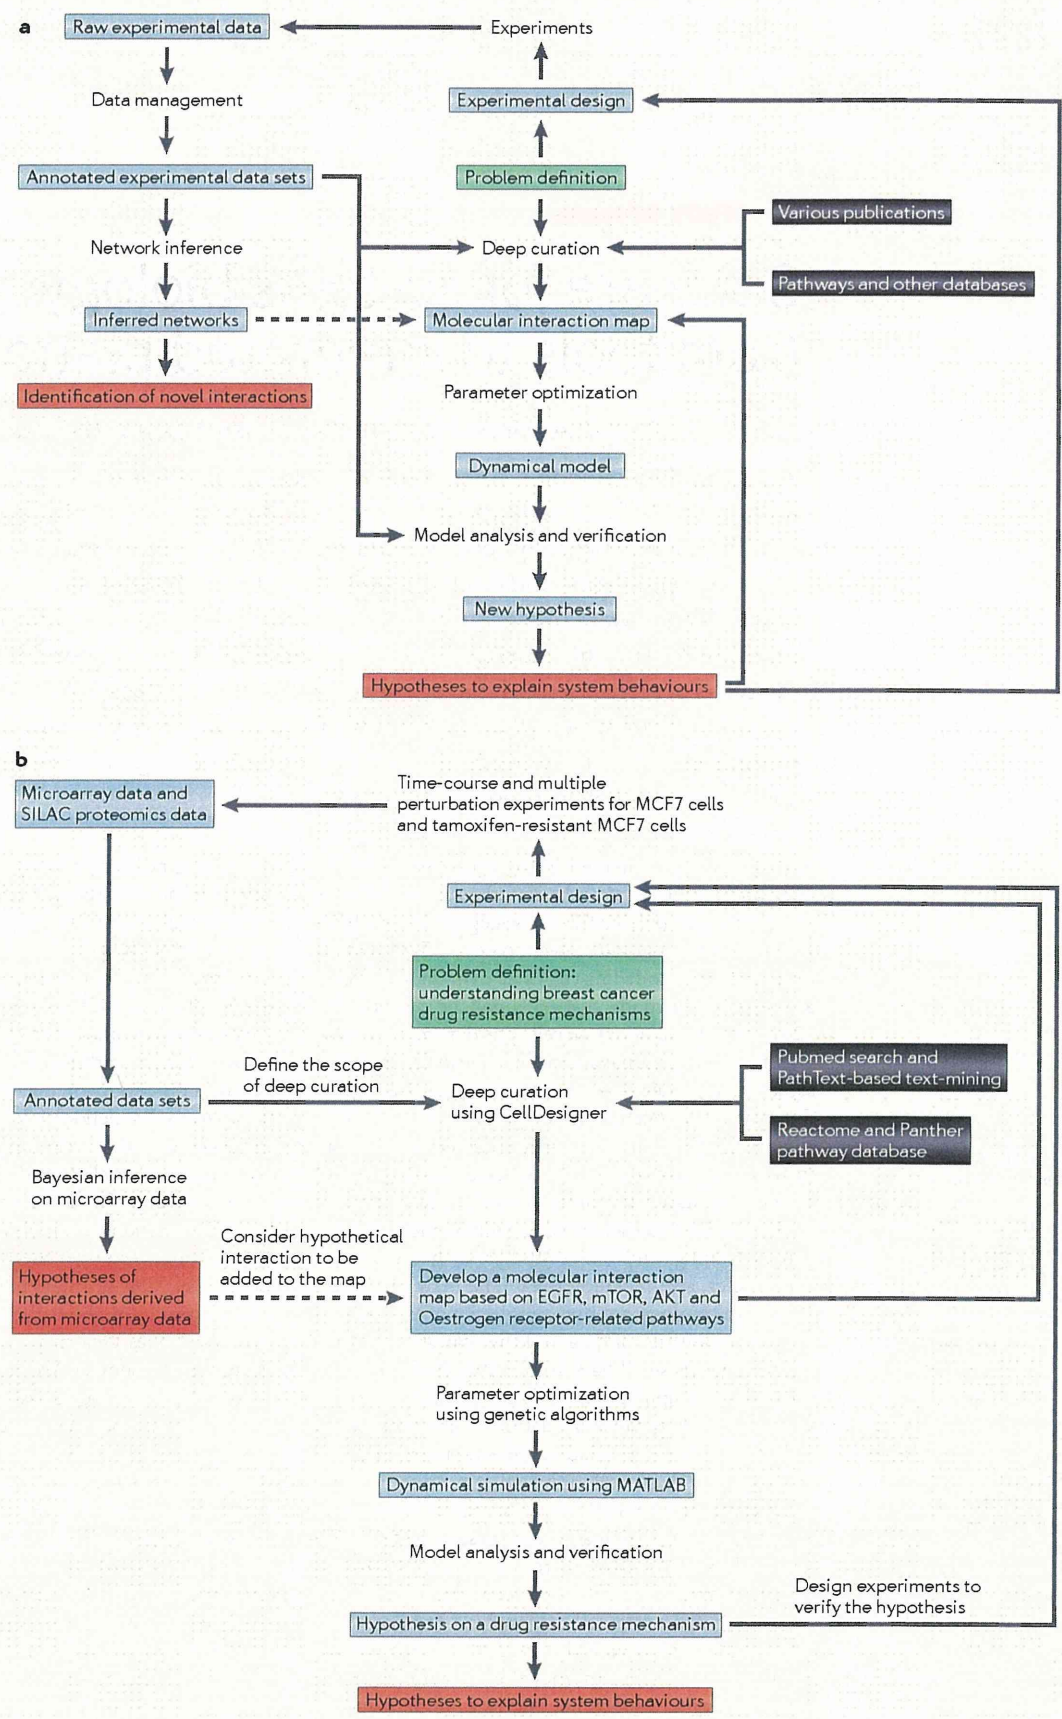 a
Raw experimental data
Experiments
Data management
Experimental design
Annotated experimental data sets
Problem definition
Various publications
Network inference
Deep curation
Pathways and other databases
Inferred networks
Molecular interaction map
Identification of novel interactions
Parameter optimization
Dynamical model
Model analysis and verification
New hypothesis
Hypotheses to explain system behaviours
b
Microarray data and
SILAC proteomics data
Time-course and multiple
perturbation experiments for MCF7 cells
and tamoxifen-resistant MCF7 cells
Experimental design
Problem definition:
understanding breast cancer
drug resistance mechanisms
Pubmed search and
PathText-based text-mining
Define the scope
of deep curation
Annotated data sets
Deep curation
using CellDesigner
Reactome and Panther
pathway database
Bayesian inference
on microarray data
Consider hypothetical
interaction to be
added to the map
Hypotheses of
interactions derived
from microarray data
Develop a molecular interaction
map based on EGFR, mTOR, AKT and
Oestrogen receptor-related pathways
Parameter optimization
using genetic algorithms
Dynamical simulation using MATLAB
Model analysis and verification
Design experiments to
verify the hypothesis
Hypothesis on a drug resistance mechanism
Hypotheses to explain system behaviours